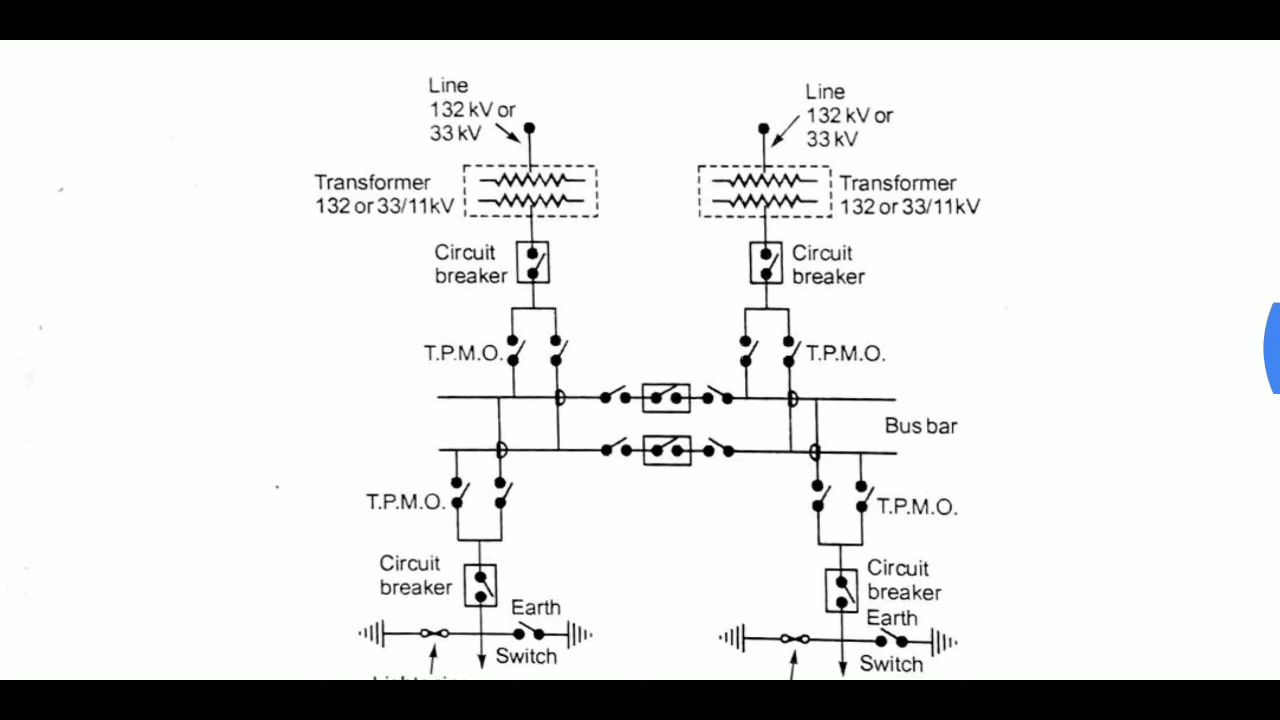 Line
132 kV or
33 kV
Line
132 kV or
33 kV
Transformer
132 or 33/11kV
Transformer
132 or 33/11kV
Circuit
breaker
Circuit
breaker
T.P.M.O.
T.P.M.O.
Bus bar
T.P.M.O.
T.P.M.O.
Circuit
breaker
Circuit
breaker
Earth
Switch
Earth
Switch